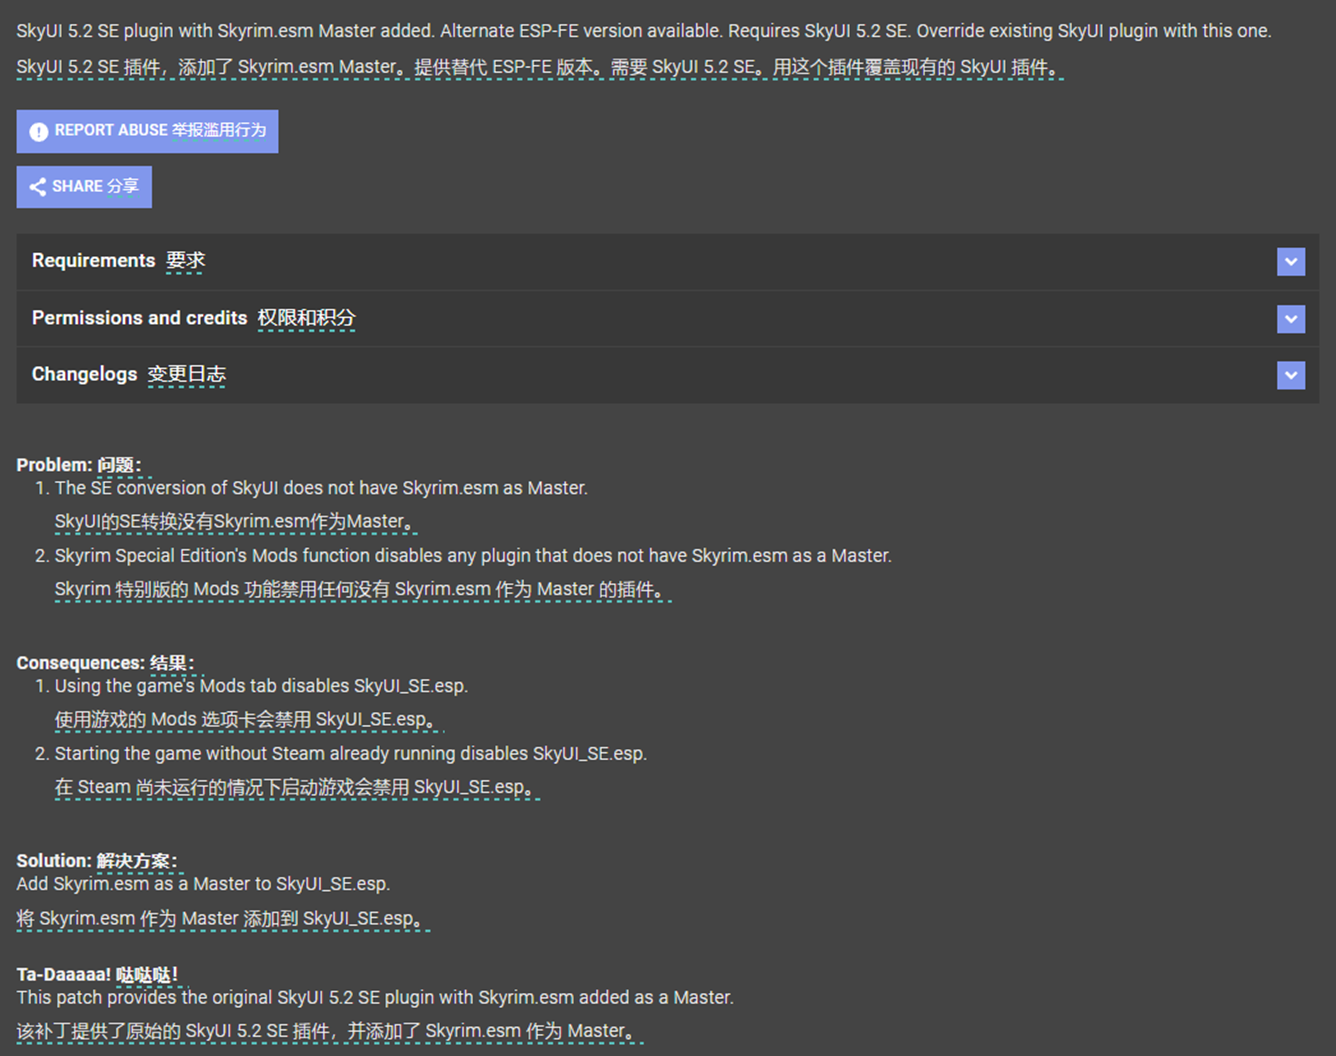 SkyUI 5.2 SE plugin with Skyrim.esm Master added. Alternate ESP-FE version available. Requires SkyUI 5.2 SE. Override existing SkyUI plugin with this one.
SkyUI 5.2 SE 插件，添加了 Skyrim.esm Master。提供替代 ESP-FE 版本。需要 SkyUI 5.2 SE。用这个插件覆盖现有的 SkyUI 插件。
REPORT ABUSE 举报滥用行为
SHARE 分享
Requirements 要求
Permissions and credits 权限和积分
Changelogs 变更日志
Problem: 问题：
1. The SE conversion of SkyUI does not have Skyrim.esm as Master.
SkyUI的SE转换没有Skyrim.esm作为Master。
2. Skyrim Special Edition's Mods function disables any plugin that does not have Skyrim.esm as a Master.
Skyrim 特别版的 Mods 功能禁用任何没有 Skyrim.esm 作为 Master 的插件。
Consequences: 结果：
1. Using the game's Mods tab disables SkyUI_SE.esp.
使用游戏的 Mods 选项卡会禁用 SkyUI_SE.esp。
2. Starting the game without Steam already running disables SkyUI_SE.esp.
在 Steam 尚未运行的情况下启动游戏会禁用 SkyUI_SE.esp。
Solution: 解决方案：
Add Skyrim.esm as a Master to SkyUI_SE.esp.
将 Skyrim.esm 作为 Master 添加到 SkyUI_SE.esp。
Ta-Daaaaa! 哒哒哒！
This patch provides the original SkyUI 5.2 SE plugin with Skyrim.esm added as a Master.
该补丁提供了原始的 SkyUI 5.2 SE 插件，并添加了 Skyrim.esm 作为 Master。